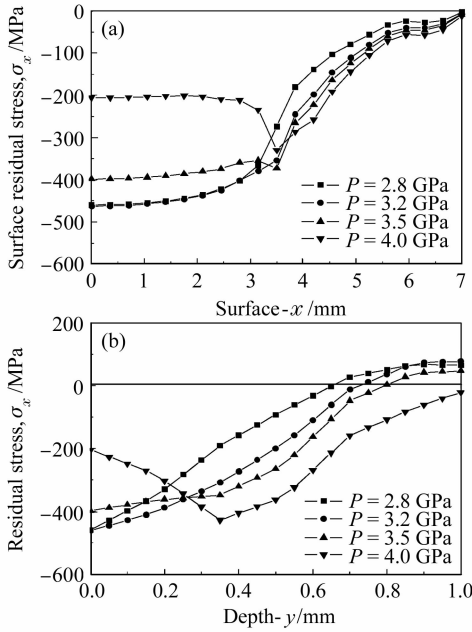 (a)
Surface residual stress, σx /MPa
0
−100
−200
−300
−400
−500
−600
P = 2.8 GPa
P = 3.2 GPa
P = 3.5 GPa
P = 4.0 GPa
0 1 2 3 4 5 6 7
Surface-x /mm
(b)
Residual stress, σx /MPa
200
0
−200
−400
−600
P = 2.8 GPa
P = 3.2 GPa
P = 3.5 GPa
P = 4.0 GPa
0.0 0.2 0.4 0.6 0.8 1.0
Depth-y/mm